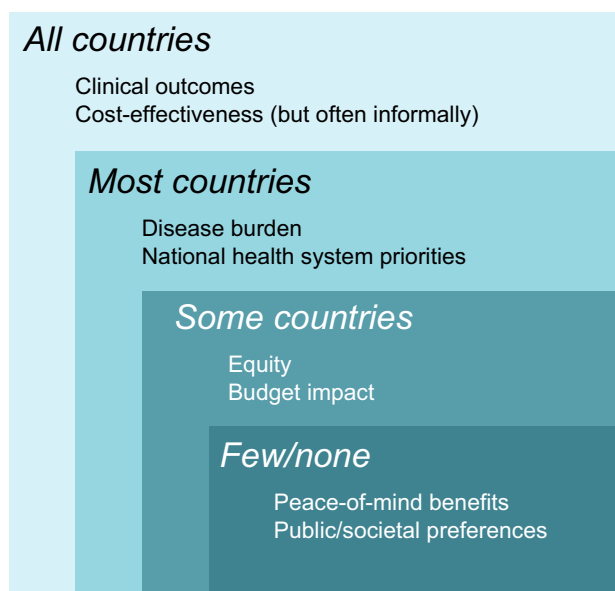 All countries
Clinical outcomes
Cost-effectiveness (but often informally)
Most countries
Disease burden
National health system priorities
Some countries
Equity
Budget impact
Few/none
Peace-of-mind benefits
Public/societal preferences